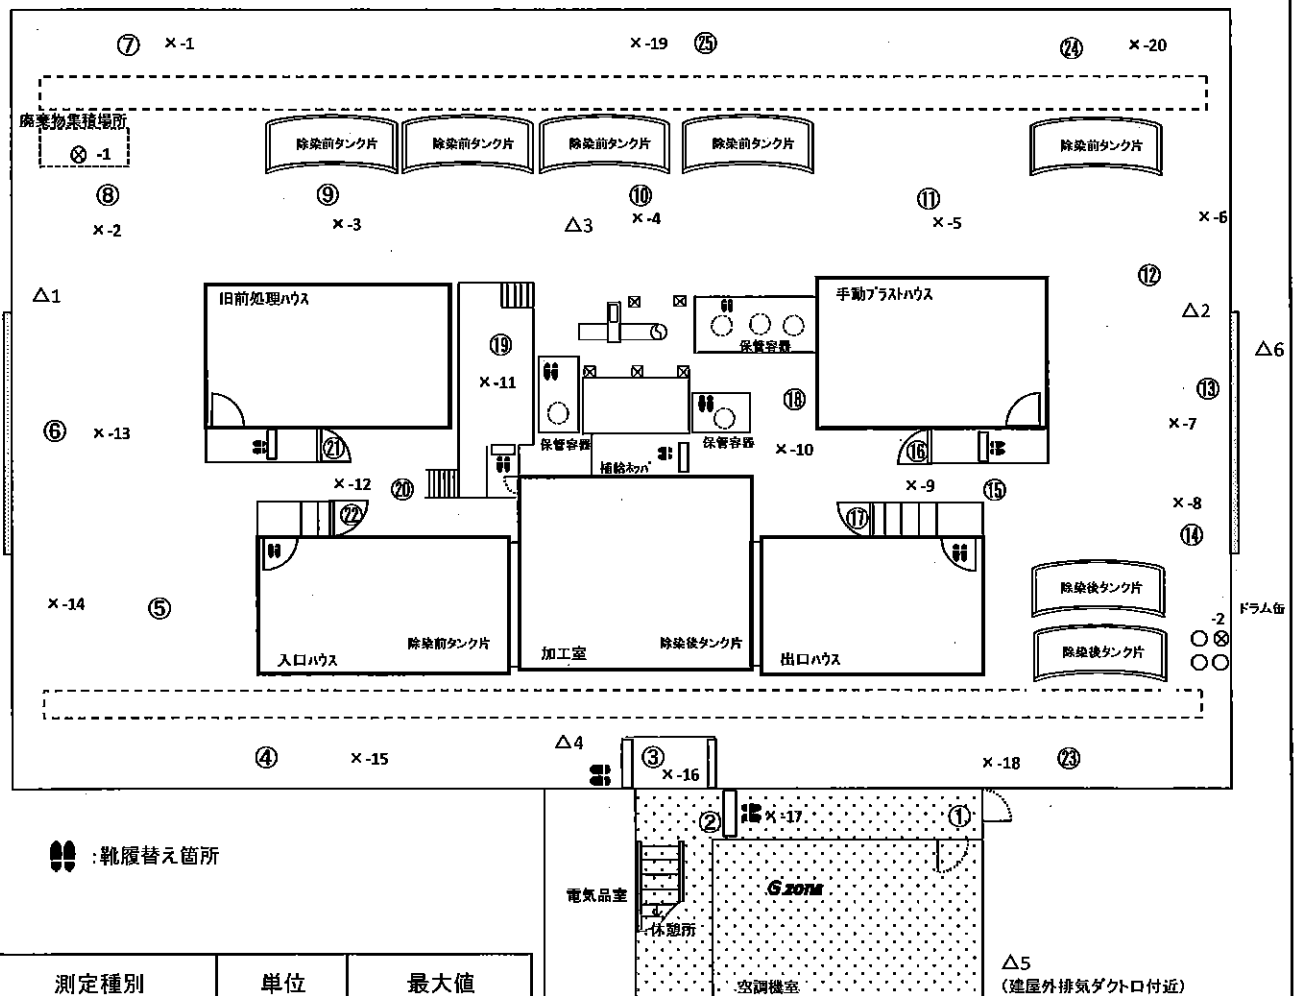 ⑦ ×-1 ×-19 ㉕ ㉔ ×-20
廃棄物集積場所
⊗ -1
除染前タンク片 除染前タンク片 除染前タンク片 除染前タンク片 除染前タンク片
⑧ ⑨ ⑩ ⑪
×-2 ×-3 △3 ×-4 ×-5 ×-6
⑫
△1 旧前処理ハウス 手動ブラストハウス △2
⑲ 保管容器 △6
×-11 ⑱ ⑬
⑥ ×-13 ㉑ 保管容器 保管容器 ×-10 ⑯ ×-7
補給ホッパ
×-12 ⑳ ×-9 ⑮ ×-8
㉒ ⑰ ⑭
除染後タンク片
×-14 ⑤ ドラム缶
-2
除染前タンク片 除染後タンク片 除染後タンク片
入口ハウス 加工室 出口ハウス
④ ×-15 △4 ③ ×-16 ×-18 ㉓
② ×-17 ①
:靴履替え箇所
電気品室 G zone
休憩所
測定種別 単位 最大値
空調機室
△5
(建屋外排気ダクト口付近)